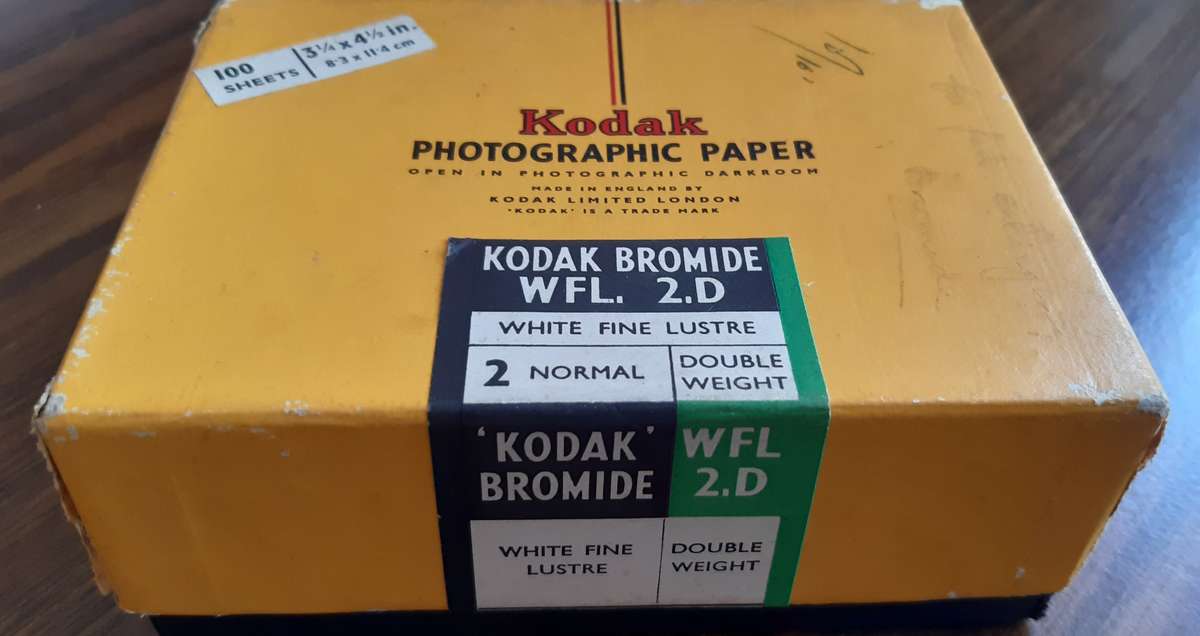 100
SHEETS
3¼ x 4½ in.
8·3 x 11·4 cm
Kodak
PHOTOGRAPHIC PAPER
OPEN IN PHOTOGRAPHIC DARKROOM
MADE IN ENGLAND BY
KODAK LIMITED LONDON
'KODAK' IS A TRADE MARK
KODAK BROMIDE
WFL. 2.D
WHITE FINE LUSTRE
2 NORMAL
DOUBLE
WEIGHT
'KODAK'
BROMIDE
WFL
2.D
WHITE FINE
LUSTRE
DOUBLE
WEIGHT